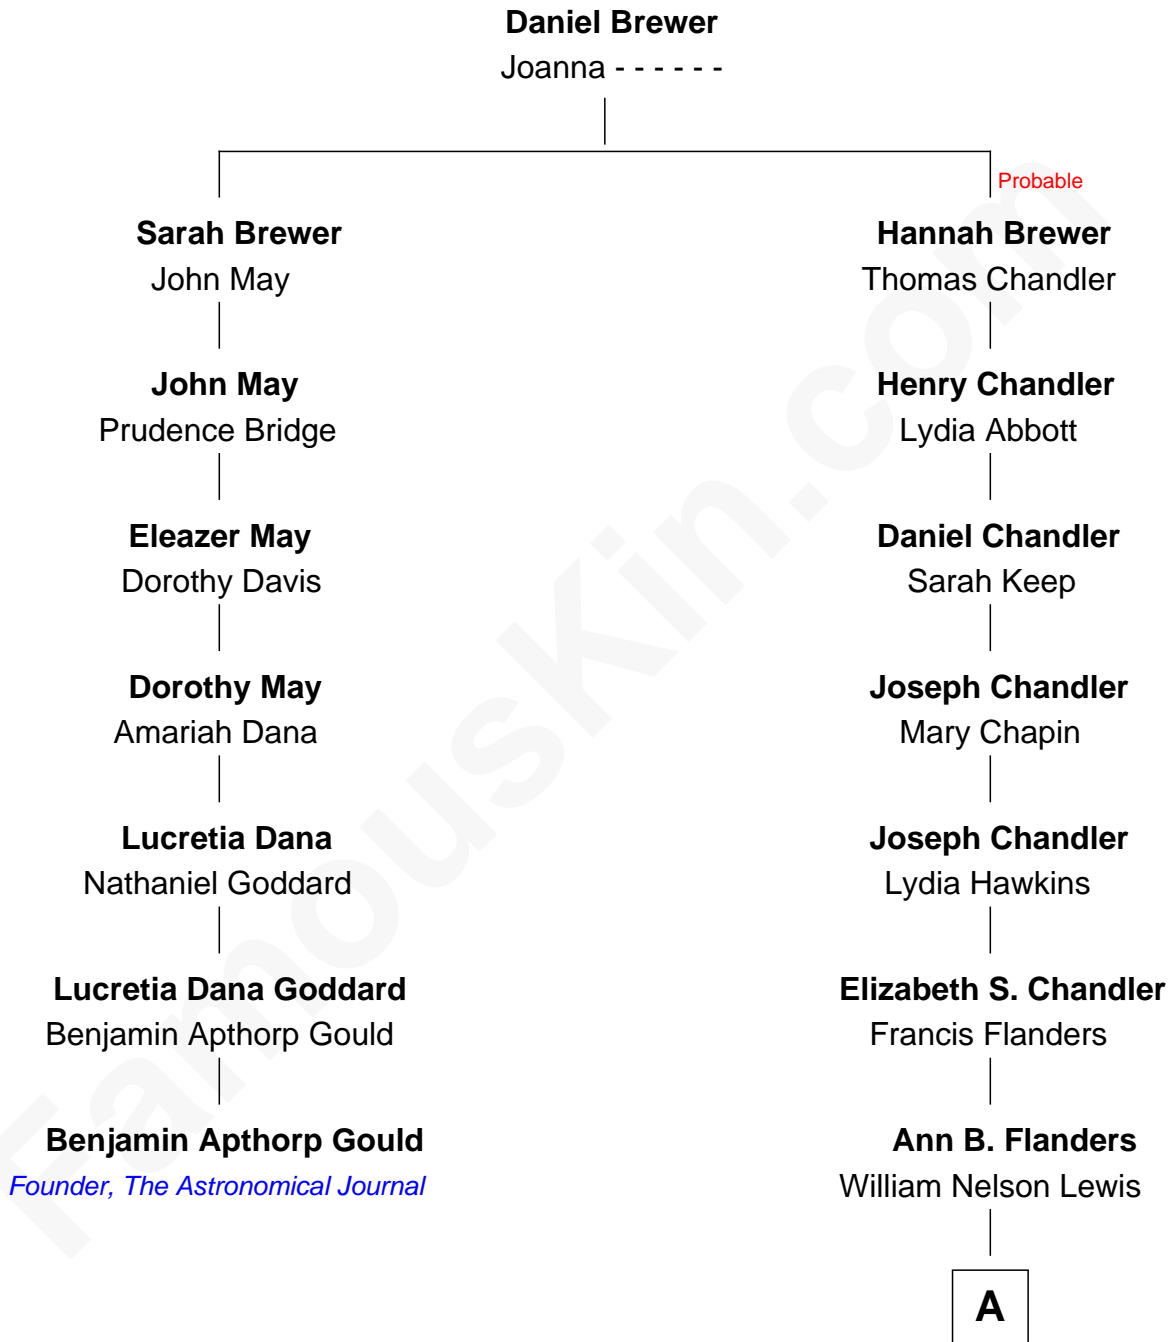 Daniel Brewer
Joanna - - - - - -
Probable
Sarah Brewer
John May
Hannah Brewer
Thomas Chandler
John May
Prudence Bridge
Henry Chandler
Lydia Abbott
Eleazer May
Dorothy Davis
Daniel Chandler
Sarah Keep
Dorothy May
Amariah Dana
Joseph Chandler
Mary Chapin
Lucretia Dana
Nathaniel Goddard
Joseph Chandler
Lydia Hawkins
Lucretia Dana Goddard
Benjamin Apthorp Gould
Elizabeth S. Chandler
Francis Flanders
Benjamin Apthorp Gould
Founder, The Astronomical Journal
Ann B. Flanders
William Nelson Lewis
A
FamousKin.com